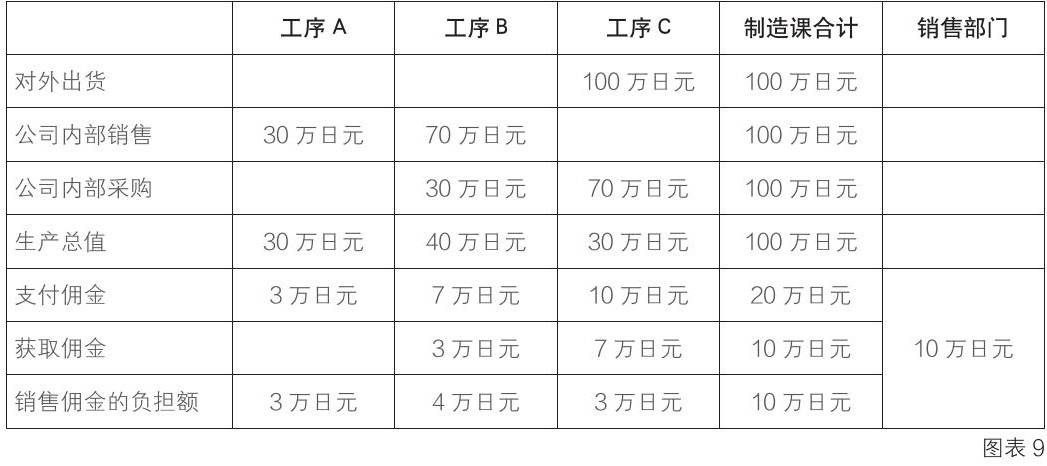 工序 A 工序 B 工序 C 制造课合计 销售部门
对外出货 100 万日元 100 万日元
公司内部销售 30 万日元 70 万日元 100 万日元
公司内部采购 30 万日元 70 万日元 100 万日元
生产总值 30 万日元 40 万日元 30 万日元 100 万日元
支付佣金 3 万日元 7 万日元 10 万日元 20 万日元
获取佣金 3 万日元 7 万日元 10 万日元 10 万日元
销售佣金的负担额 3 万日元 4 万日元 3 万日元 10 万日元
图表 9